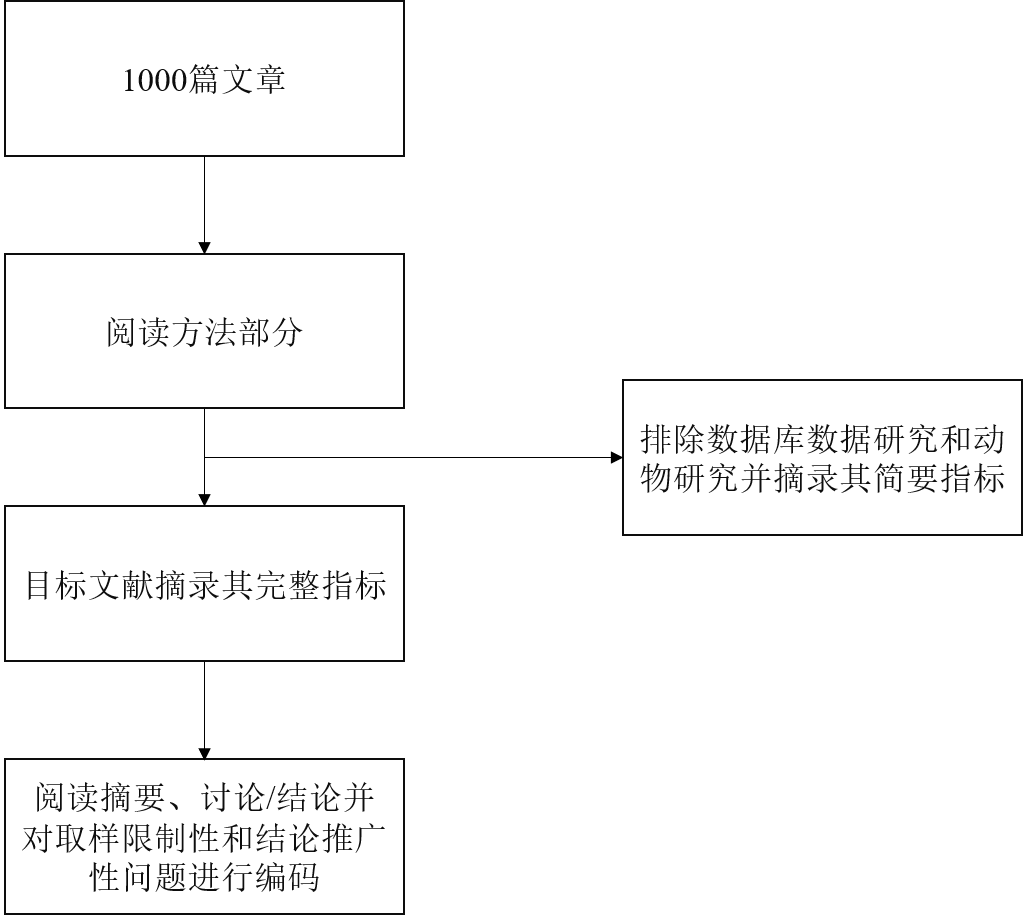 1000篇文章
阅读方法部分
排除数据库数据研究和动
物研究并摘录其简要指标
目标文献摘录其完整指标
阅读摘要、讨论/结论并
对取样限制性和结论推广
性问题进行编码